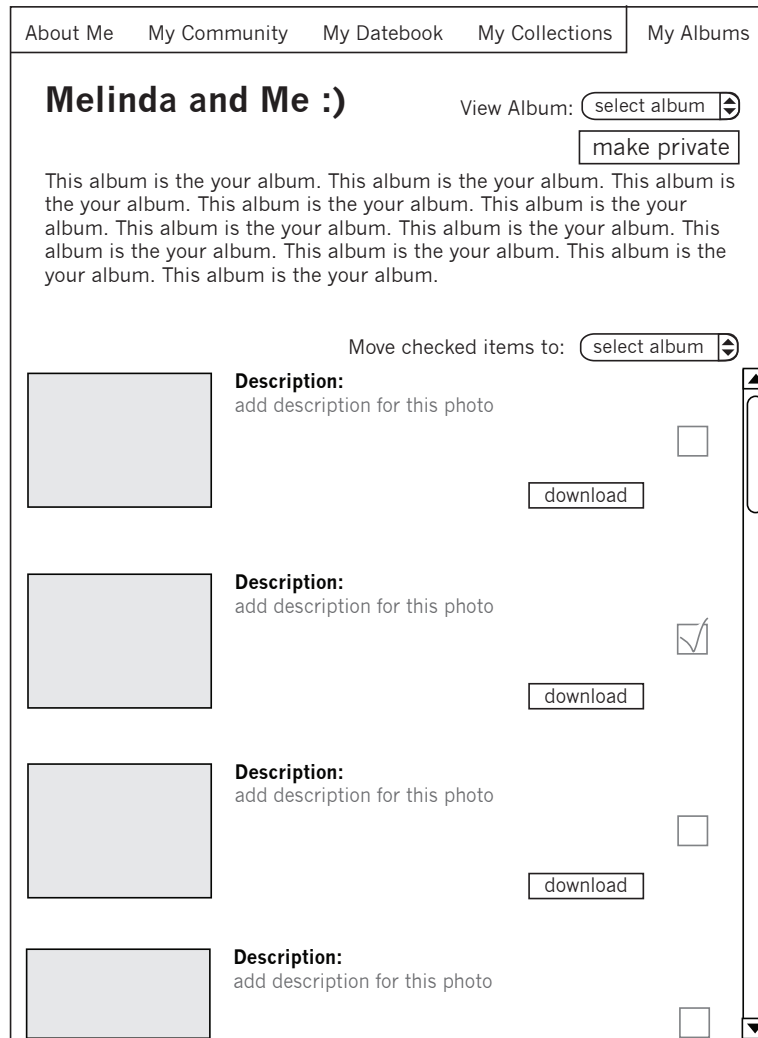 About Me My Community My Datebook My Collections My Albums
Melinda and Me :)
View Album: select album
make private
This album is the your album. This album is the your album. This album is
the your album. This album is the your album. This album is the your
album. This album is the your album. This album is the your album. This
album is the your album. This album is the your album. This album is the
your album. This album is the your album.
Move checked items to: select album
Description:
add description for this photo
download
Description:
add description for this photo
download
Description:
add description for this photo
download
Description:
add description for this photo